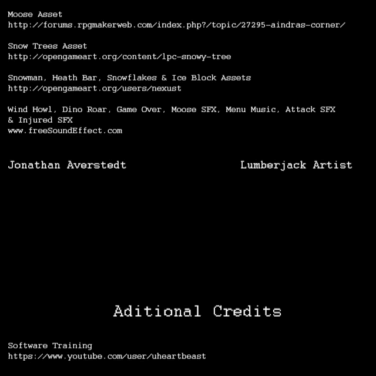 Moose Asset
http://forums.rpgmakerweb.com/index.php?/topic/27295-aindras-corner/
Snow Trees Asset
http://opengameart.org/content/lpc-snowy-tree
Snowman, Heath Bar, Snowflakes & Ice Block Assets
http://opengameart.org/users/nexust
Wind Howl, Dino Roar, Game Over, Moose SFX, Menu Music, Attack SFX
& Injured SFX
www.freeSoundEffect.com
Jonathan Averstedt Lumberjack Artist
Aditional Credits
Software Training
https://www.youtube.com/user/uheartbeast